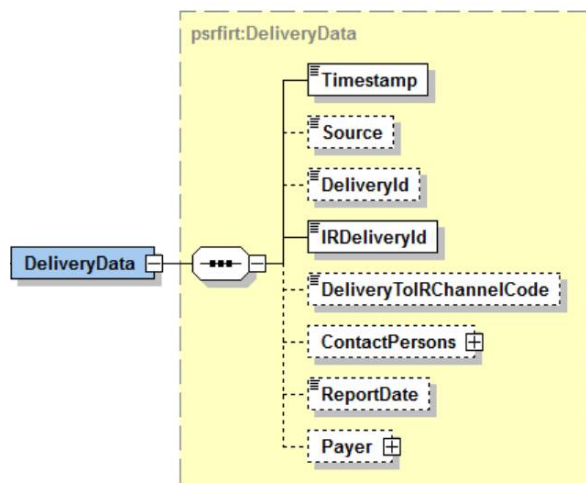 psrfirt:DeliveryData
Timestamp
Source
DeliveryId
DeliveryData
IRDeliveryId
DeliveryToIRChannelCode
ContactPersons
ReportDate
Payer